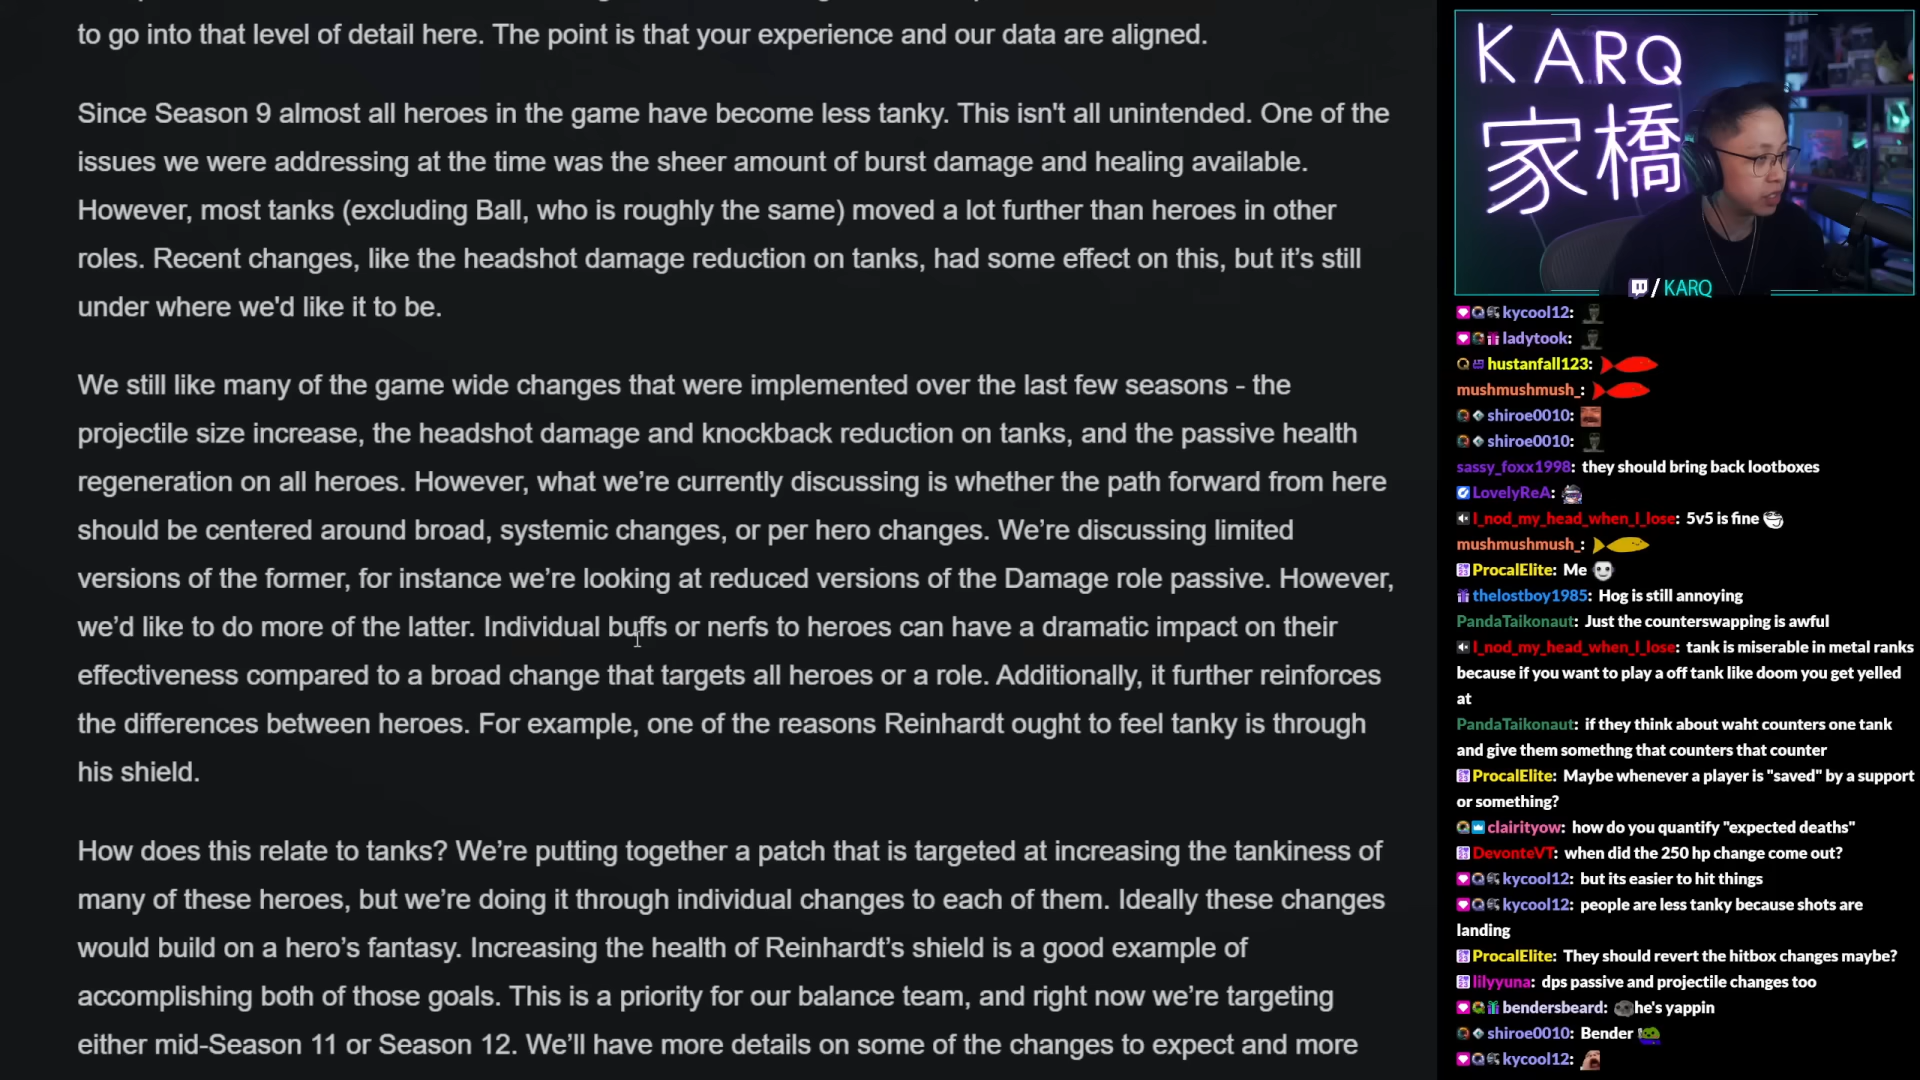 to go into that level of detail here. The point is that your experience and our data are aligned.
Since Season 9 almost all heroes in the game have become less tanky. This isn't all unintended. One of the
issues we were addressing at the time was the sheer amount of burst damage and healing available.
However, most tanks (excluding Ball, who is roughly the same) moved a lot further than heroes in other
roles. Recent changes, like the headshot damage reduction on tanks, had some effect on this, but it’s still
under where we'd like it to be.
We still like many of the game wide changes that were implemented over the last few seasons - the
projectile size increase, the headshot damage and knockback reduction on tanks, and the passive health
regeneration on all heroes. However, what we’re currently discussing is whether the path forward from here
should be centered around broad, systemic changes, or per hero changes. We’re discussing limited
versions of the former, for instance we’re looking at reduced versions of the Damage role passive. However,
we’d like to do more of the latter. Individual buffs or nerfs to heroes can have a dramatic impact on their
effectiveness compared to a broad change that targets all heroes or a role. Additionally, it further reinforces
the differences between heroes. For example, one of the reasons Reinhardt ought to feel tanky is through
his shield.
How does this relate to tanks? We’re putting together a patch that is targeted at increasing the tankiness of
many of these heroes, but we’re doing it through individual changes to each of them. Ideally these changes
would build on a hero’s fantasy. Increasing the health of Reinhardt’s shield is a good example of
accomplishing both of those goals. This is a priority for our balance team, and right now we’re targeting
either mid-Season 11 or Season 12. We’ll have more details on some of the changes to expect and more
KARQ
家橋
/ KARQ
kycool12:
ladytook:
hustanfall123:
mushmushmush_:
shiroe0010:
shiroe0010:
sassy_foxx1998: they should bring back lootboxes
LovelyReA:
I_nod_my_head_when_I_lose: 5v5 is fine
mushmushmush_:
ProcalElite: Me
thelostboy1985: Hog is still annoying
PandaTaikonaut: Just the counterswapping is awful
I_nod_my_head_when_I_lose: tank is miserable in metal ranks
because if you want to play a off tank like doom you get yelled
at
PandaTaikonaut: if they think about waht counters one tank
and give them somethng that counters that counter
ProcalElite: Maybe whenever a player is "saved" by a support
or something?
clairityow: how do you quantify "expected deaths"
DevonteVT: when did the 250 hp change come out?
kycool12: but its easier to hit things
kycool12: people are less tanky because shots are
landing
ProcalElite: They should revert the hitbox changes maybe?
lilyyuna: dps passive and projectile changes too
bendersbeard: he's yappin
shiroe0010: Bender
kycool12: